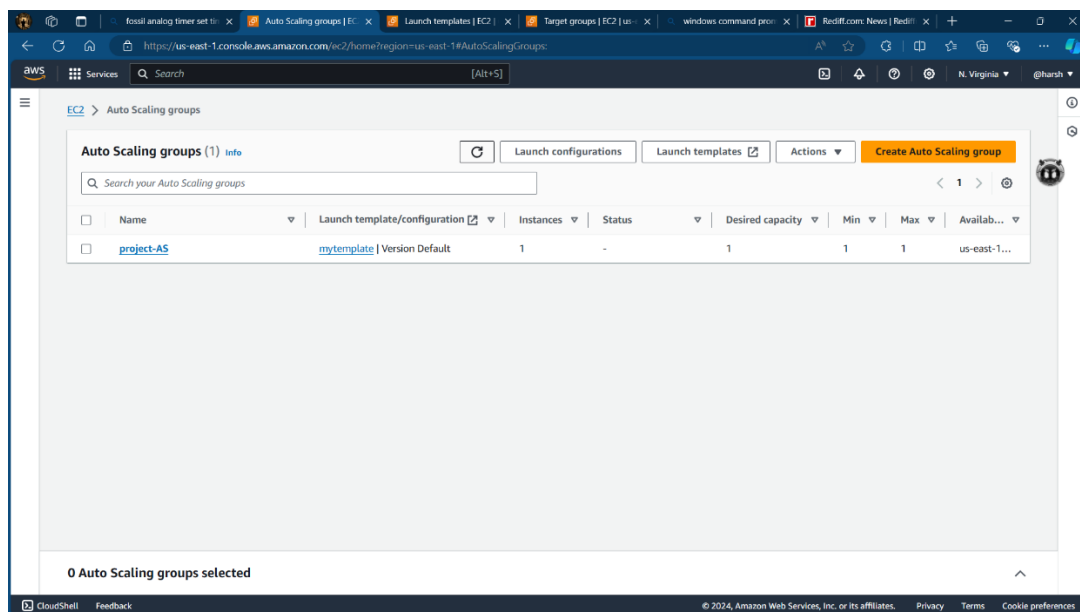 fossil analog timer set tin
Auto Scaling groups | EC
Launch templates | EC2 |
Target groups | EC2 | us-e
windows command pron
Rediff.com: News | Rediff
https://us-east-1.console.aws.amazon.com/ec2/home?region=us-east-1#AutoScalingGroups:
aws Services Search [Alt+S] N. Virginia ▼ @harsh ▼
EC2 > Auto Scaling groups
Auto Scaling groups (1) Info Launch configurations Launch templates Actions ▼ Create Auto Scaling group
Search your Auto Scaling groups < 1 >
Name Launch template/configuration Instances Status Desired capacity Min Max Availab...
project-AS mytemplate | Version Default 1 - 1 1 1 us-east-1...
0 Auto Scaling groups selected
CloudShell Feedback © 2024, Amazon Web Services, Inc. or its affiliates. Privacy Terms Cookie preferences